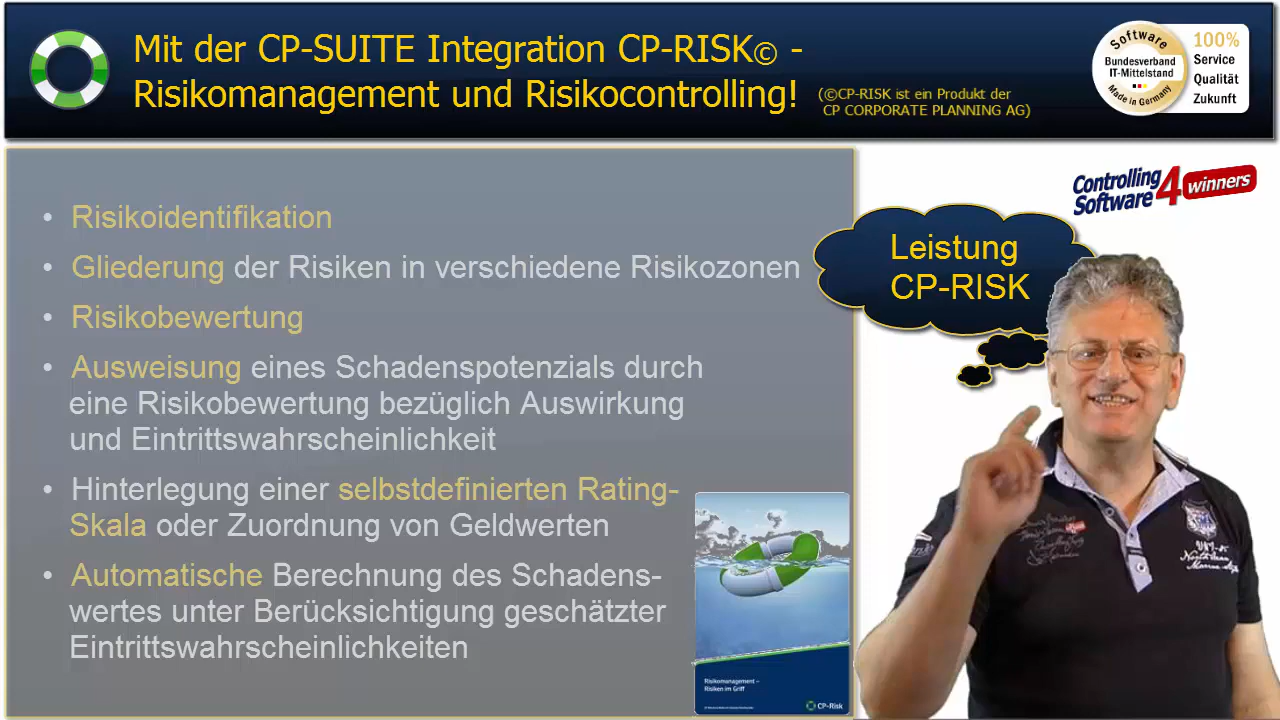 Mit der CP-SUITE Integration CP-RISK© -
Risikomanagement und Risikocontrolling!
(©CP-RISK ist ein Produkt der
CP CORPORATE PLANNING AG)
Software
Bundesverband
IT-Mittelstand
Made in Germany
100%
Service
Qualität
Zukunft
Controlling
Software
4 winners
Leistung
CP-RISK
• Risikoidentifikation
• Gliederung der Risiken in verschiedene Risikozonen
• Risikobewertung
• Ausweisung eines Schadenspotenzials durch
eine Risikobewertung bezüglich Auswirkung
und Eintrittswahrscheinlichkeit
• Hinterlegung einer selbstdefinierten Rating-
Skala oder Zuordnung von Geldwerten
• Automatische Berechnung des Schadens-
wertes unter Berücksichtigung geschätzter
Eintrittswahrscheinlichkeiten
Risikomanagement –
Risiken im Griff
CP-Risk